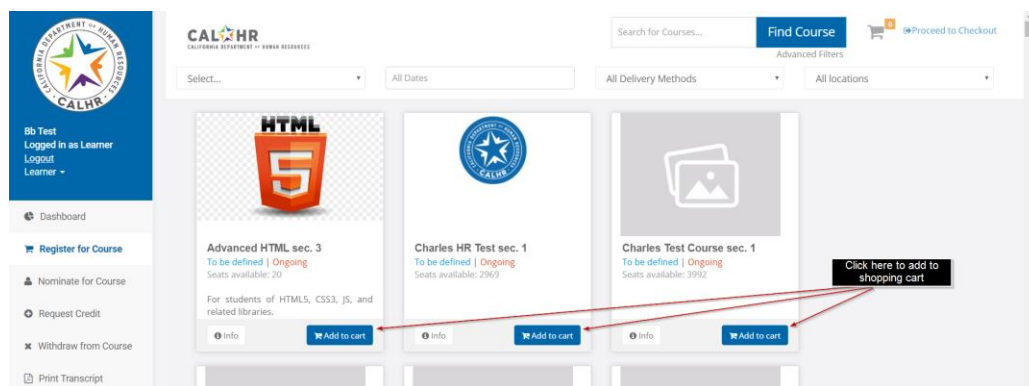 CALIFORNIA DEPARTMENT OF HUMAN RESOURCES
CALHR
Bb Test
Logged in as Learner
Logout
Learner
Dashboard
Register for Course
Nominate for Course
Request Credit
Withdraw from Course
Print Transcript
CALHR
CALIFORNIA DEPARTMENT OF HUMAN RESOURCES
Search for Courses...
Find Course
0
Proceed to Checkout
Advanced Filters
Select...
All Dates
All Delivery Methods
All locations
HTML
5
Advanced HTML sec. 3
To be defined | Ongoing
Seats available: 20
For students of HTML5, CSS3, JS, and
related libraries.
Info
Add to cart
CALHR
Charles HR Test sec. 1
To be defined | Ongoing
Seats available: 2969
Info
Add to cart
Charles Test Course sec. 1
To be defined | Ongoing
Seats available: 3992
Info
Add to cart
Click here to add to
shopping cart